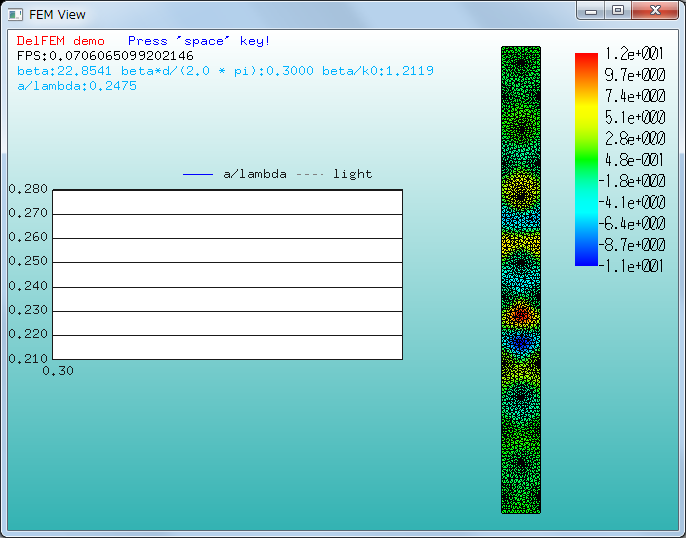 FEM View
DelFEM demo Press "space" key!
FPS:0.0706065099202146
beta:22.8541 beta*d/(2.0 * pi):0.3000 beta/k0:1.2119
a/lambda:0.2475
a/lambda light
0.280
0.270
0.260
0.250
0.240
0.230
0.220
0.210
0.30
1.2e+001
9.7e+000
7.4e+000
5.1e+000
2.8e+000
4.8e-001
-1.8e+000
-4.1e+000
-6.4e+000
-8.7e+000
-1.1e+001